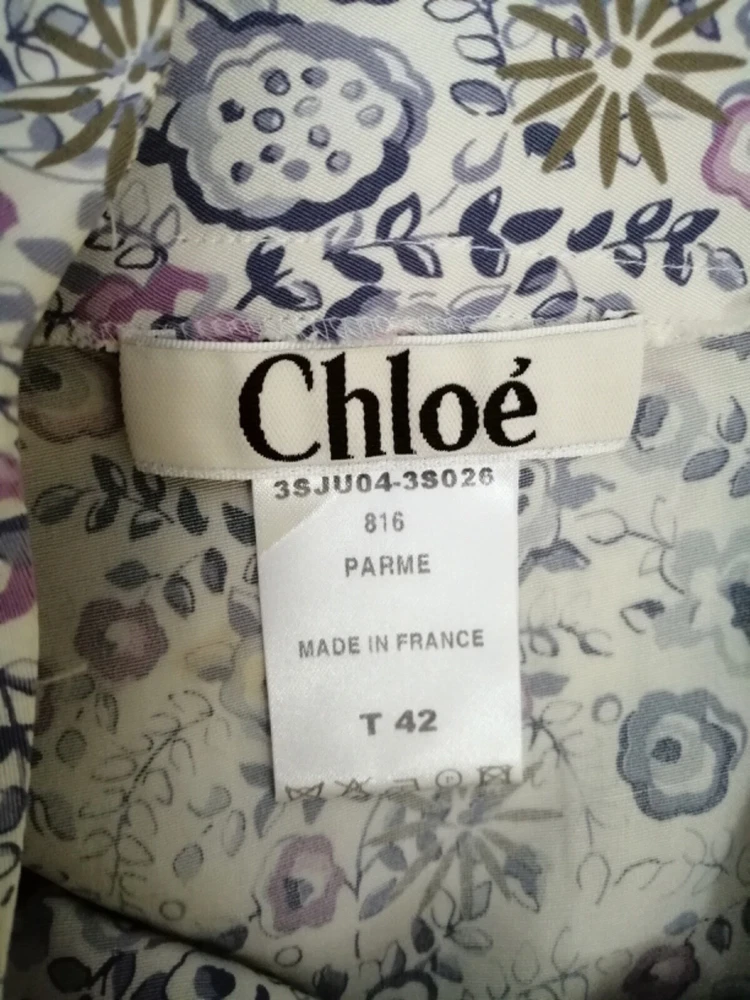 Chloé
3SJU04-3S026
816
PARME
MADE IN FRANCE
T 42